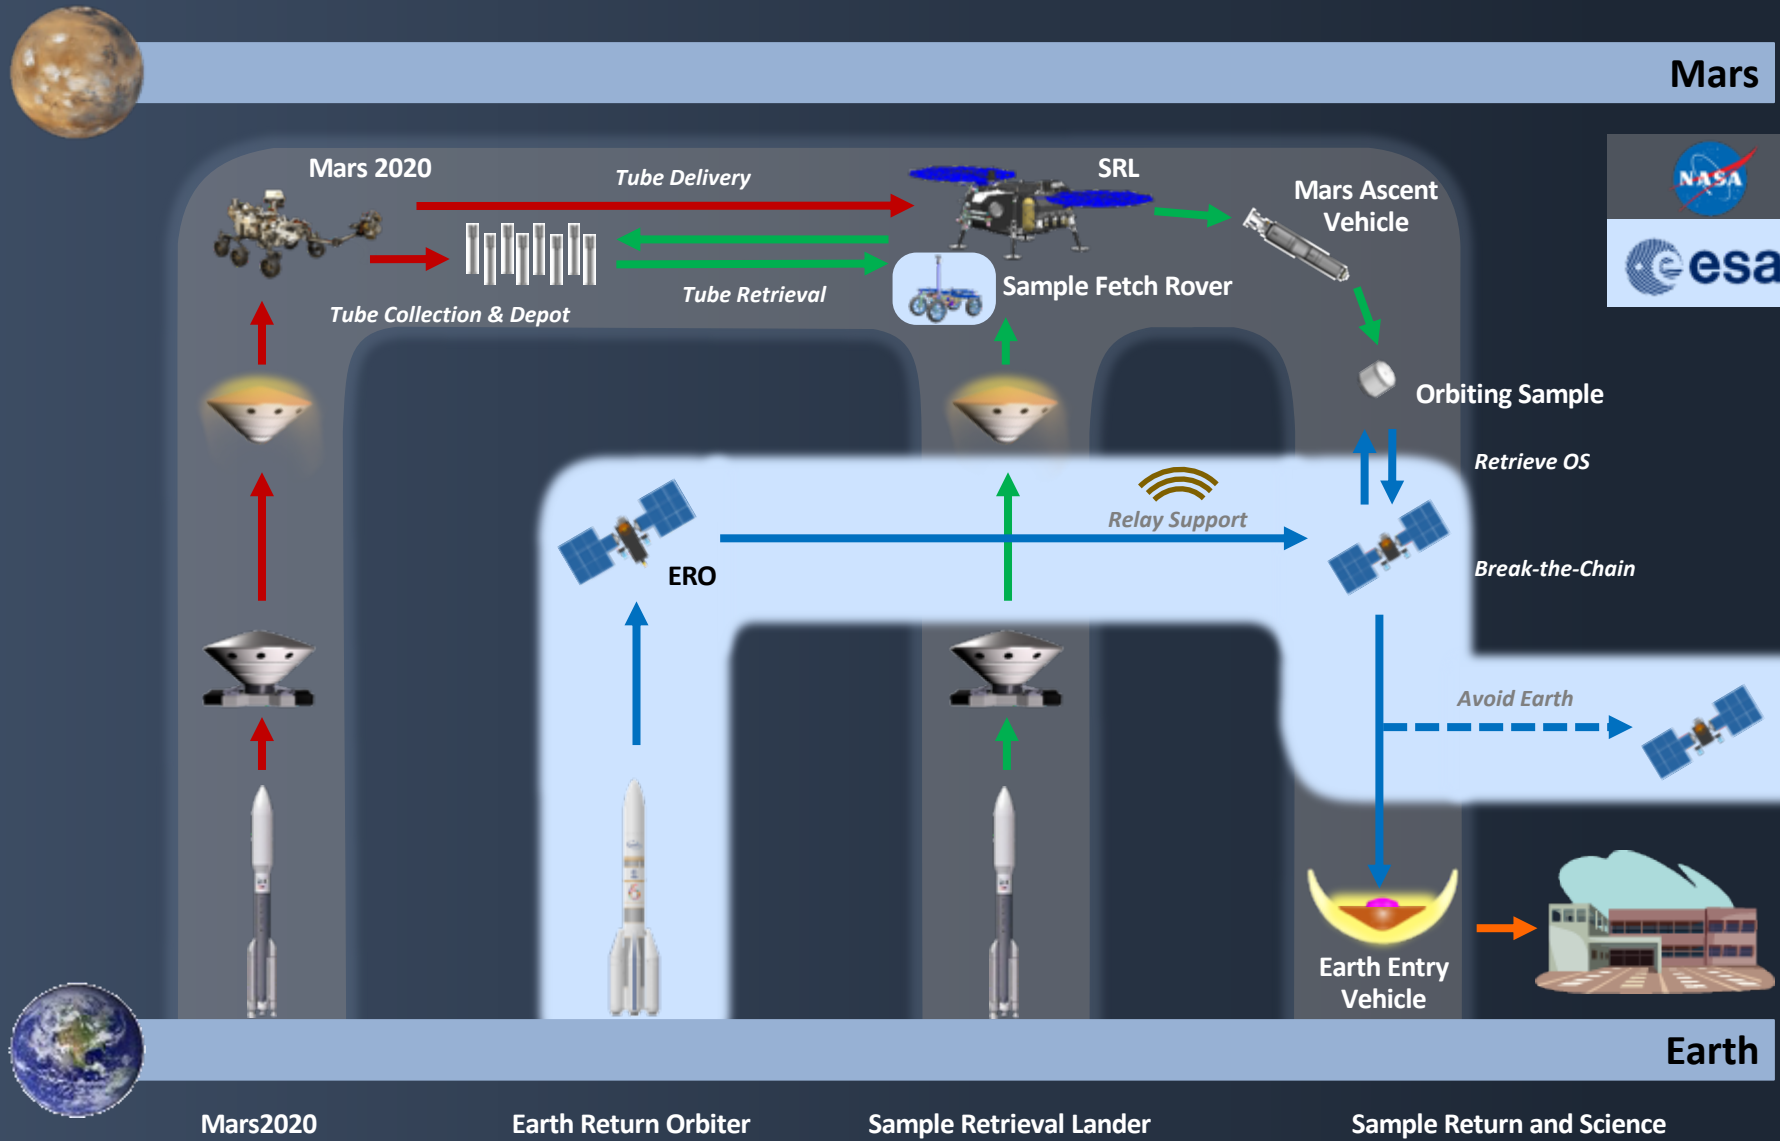 Mars
Mars 2020
Tube Delivery
SRL
Mars Ascent
Vehicle
NASA
esa
Tube Retrieval
Sample Fetch Rover
Tube Collection & Depot
Orbiting Sample
Retrieve OS
Relay Support
ERO
Break-the-Chain
Avoid Earth
6
Earth Entry
Vehicle
Earth
Mars2020
Earth Return Orbiter
Sample Retrieval Lander
Sample Return and Science